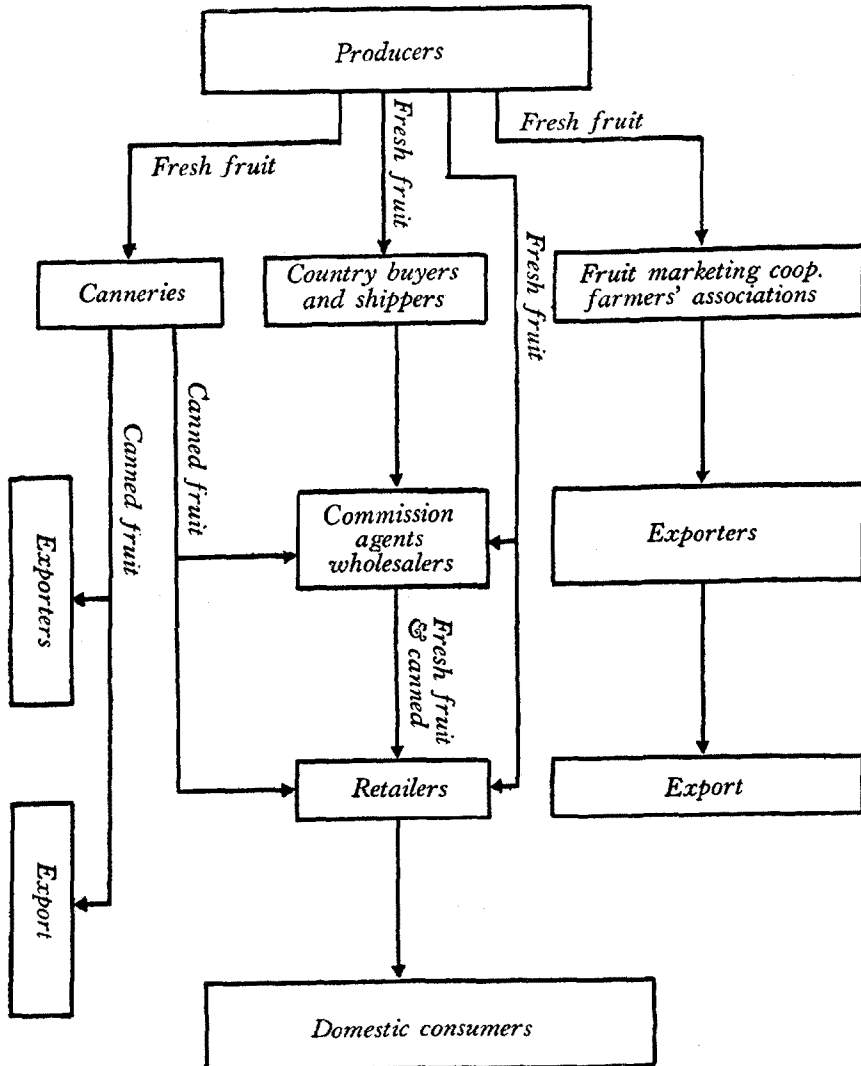 Producers
Fresh fruit
Fresh fruit
Fresh fruit
Fresh fruit
Canneries
Country buyers
and shippers
Fruit marketing coop.
farmers' associations
Canned fruit
Canned fruit
Exporters
Commission
agents
wholesalers
Exporters
Fresh fruit
& canned
Retailers
Export
Export
Domestic consumers